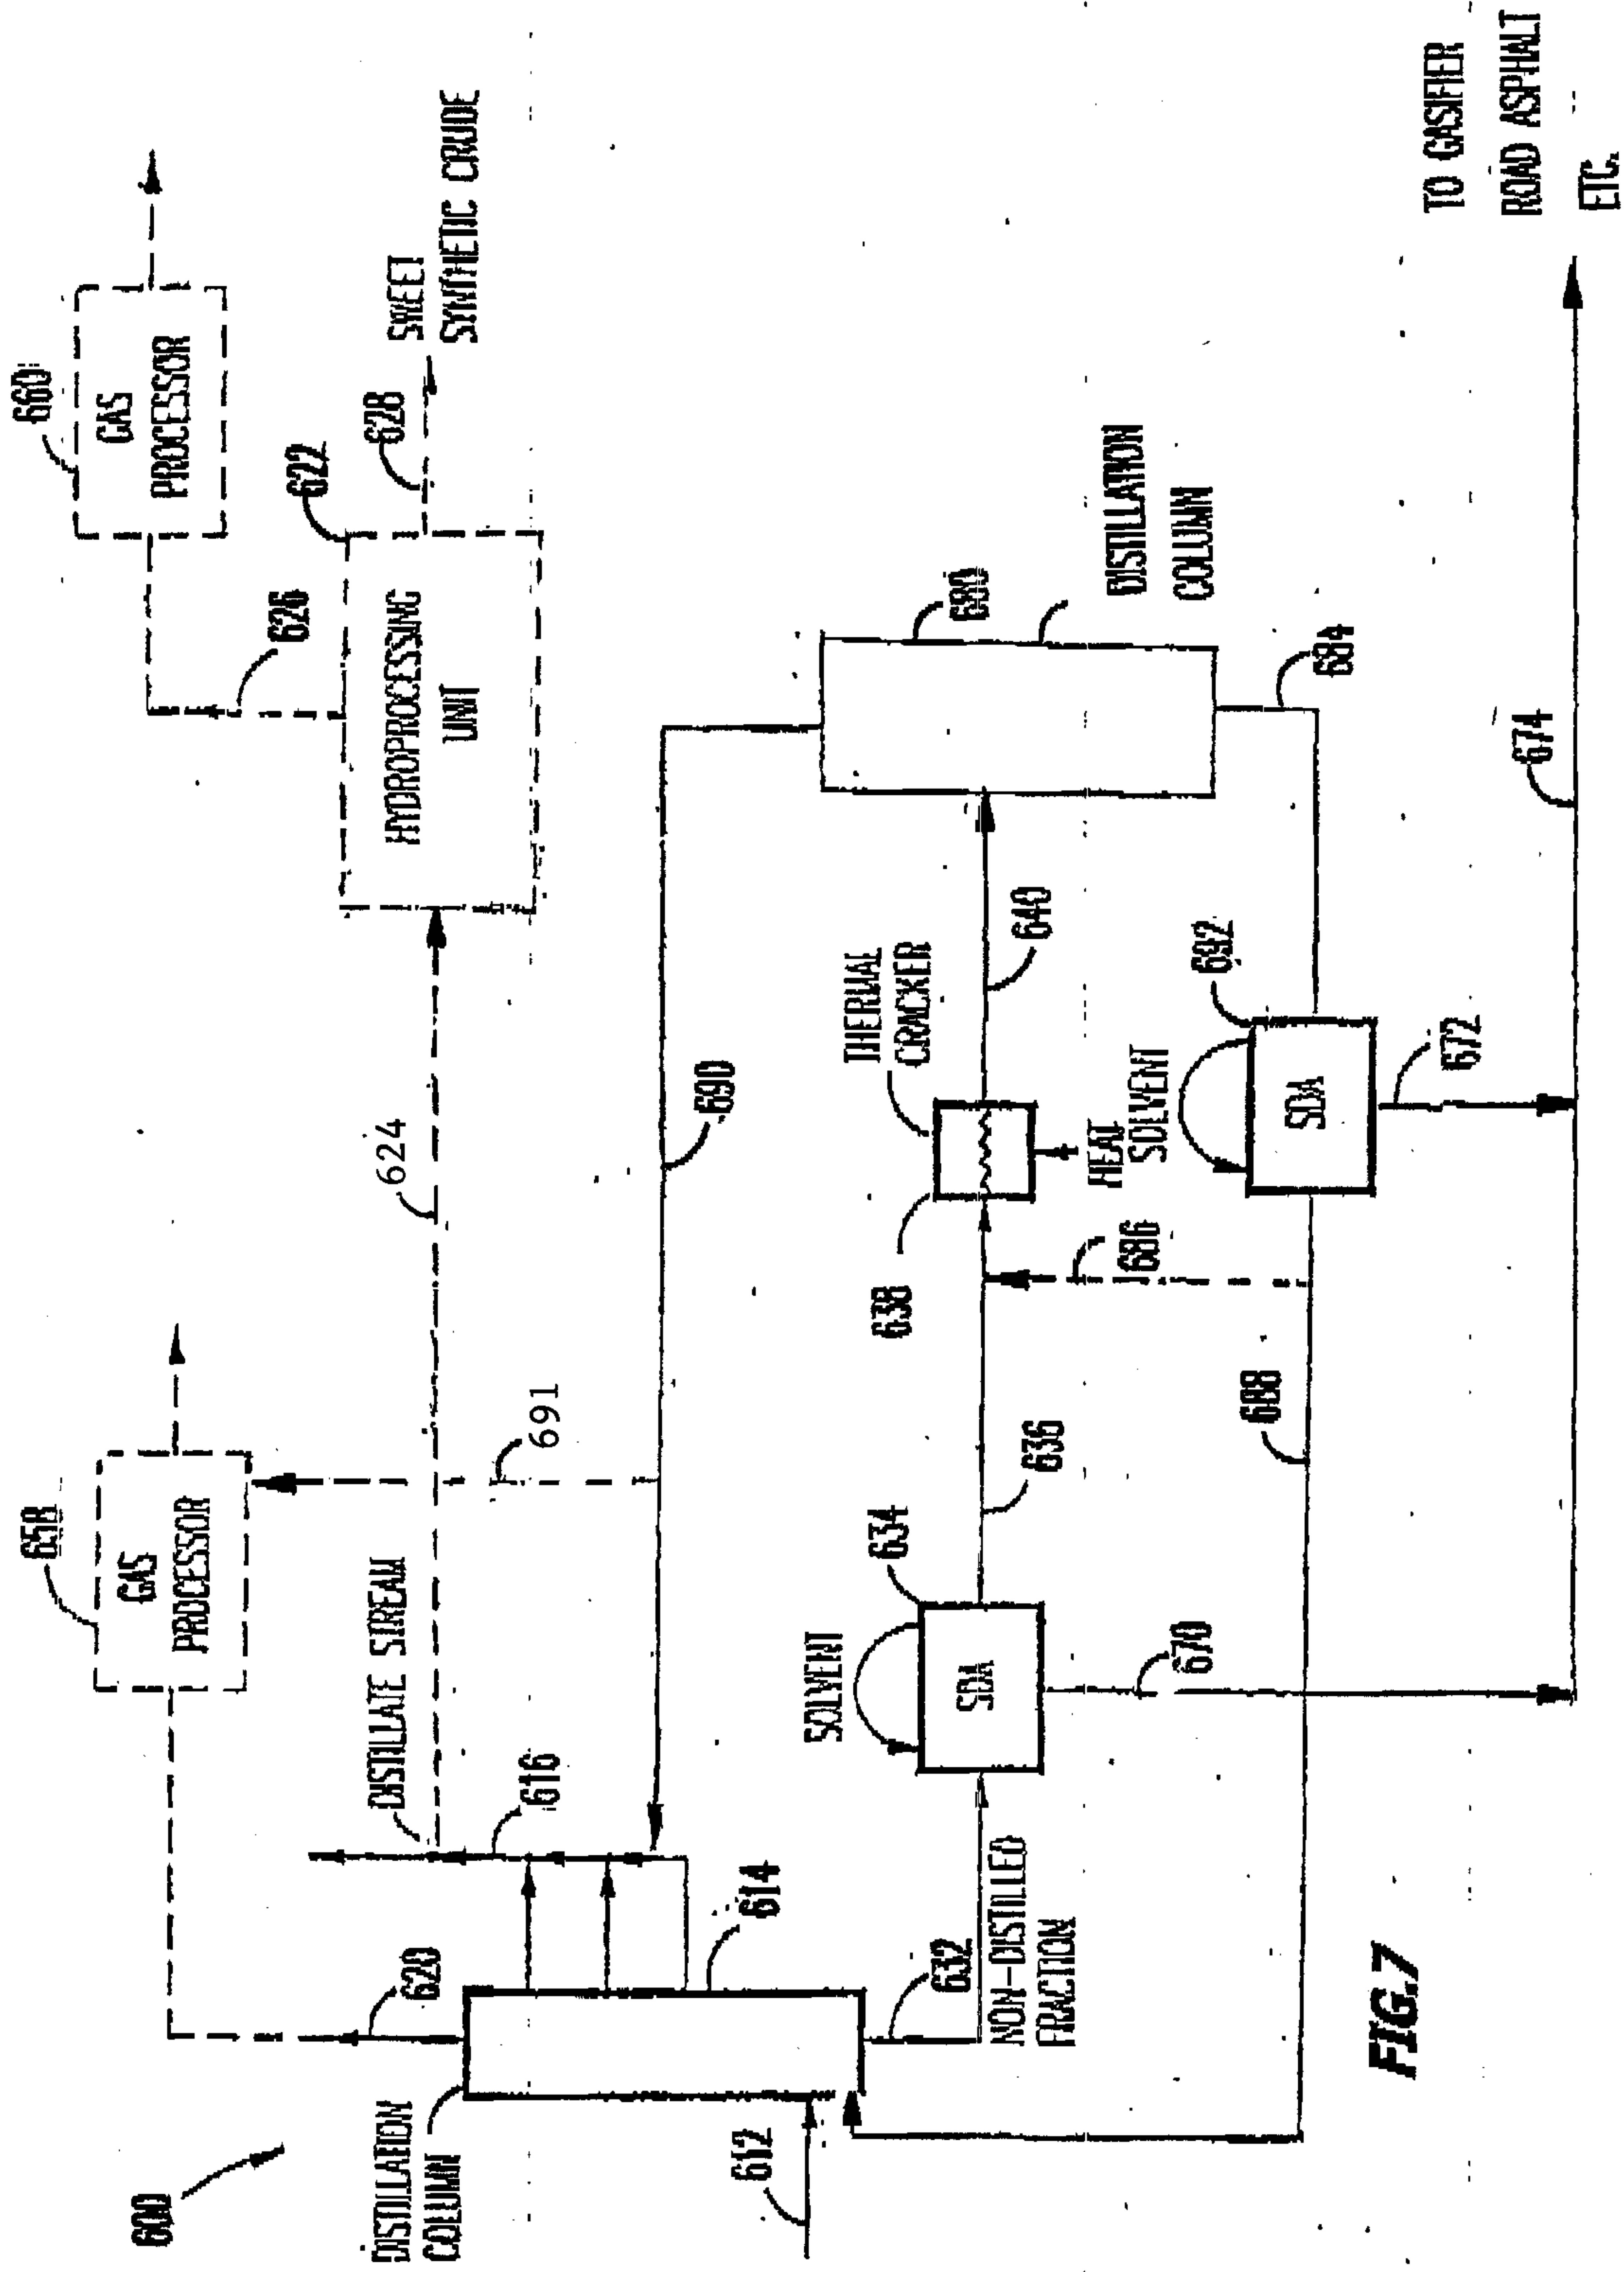 660
GAS
PROCESSOR
658
GAS
PROCESSOR
626
622
628
SWEET
SYNTHETIC CRUDE
HYDROPROCESSING
UNIT
624
691
DISTILLATE STREAM
616
620
600
DISTILLATION
COLUMN
614
612
632
NON-DISTILLED
FRACTION
690
680
DISTILLATION
COLUMN
684
THERMAL
CRACKER
640
638
HEAT
SOLVENT
692
SDA
672
686
688
636
634
SOLVENT
SDA
670
674
TO GASIFIER
ROAD ASPHALT
ETC.
FIG.7